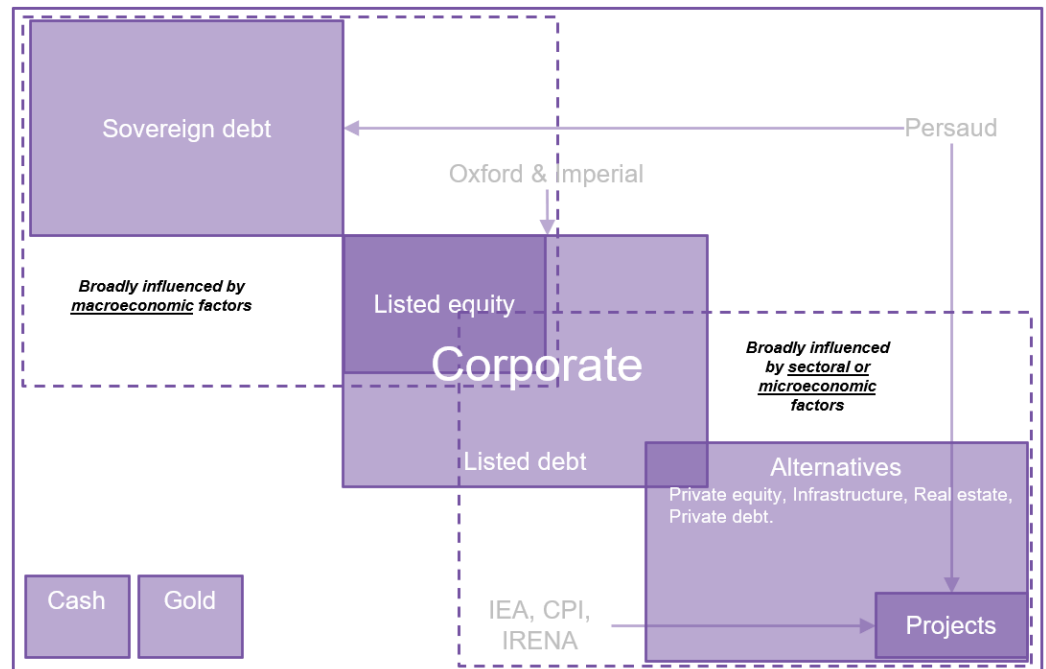 Sovereign debt
Persaud
Oxford & Imperial
Broadly influenced by
macroeconomic factors
Listed equity
Corporate
Broadly influenced
by sectoral or
microeconomic
factors
Listed debt
Alternatives
Private equity, Infrastructure, Real estate,
Private debt.
Cash
Gold
IEA, CPI,
IRENA
Projects